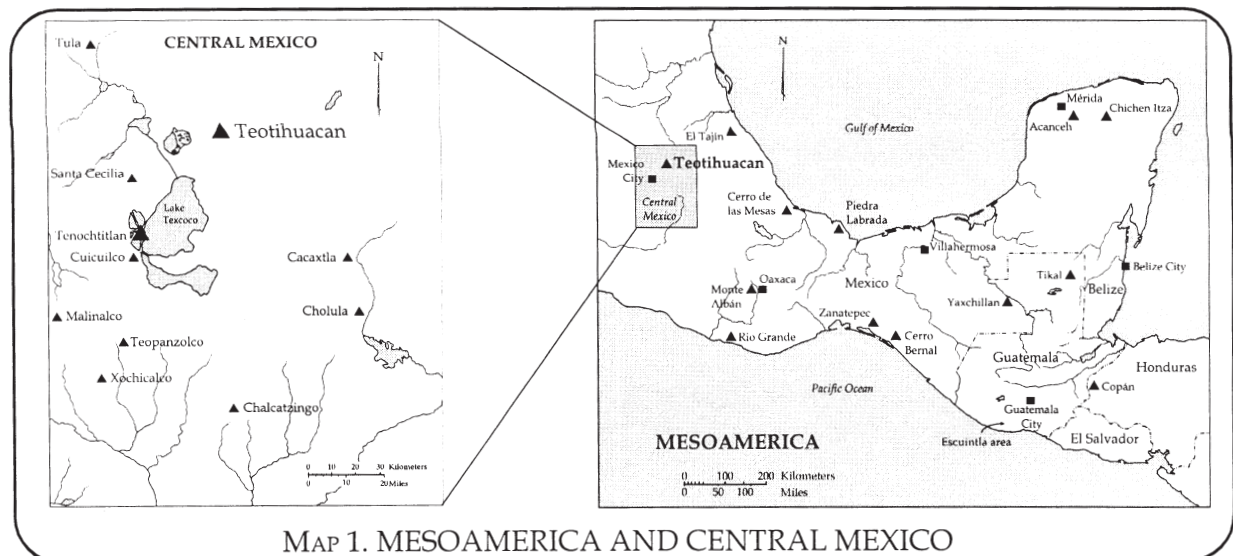 Tula
CENTRAL MEXICO
N
Teotihuacan
Santa Cecilia
Lake
Texcoco
Tenochtitlan
Cuicuilco
Cacaxtla
Malinalco
Cholula
Teopanzolco
Xochicalco
Chalcatzingo
0 10 20 30 Kilometers
0 10 20 Miles
N
Mérida
Chichen Itza
Acanceh
Gulf of Mexico
El Tajin
Mexico
City
Teotihuacan
Central
Mexico
Cerro de
las Mesas
Piedra
Labrada
Villahermosa
Belize City
Tikal
Belize
Monte
Albán
Oaxaca
Mexico
Yaxchillan
Zanatepec
Rio Grande
Cerro
Bernal
Guatemala
Honduras
Pacific Ocean
Copán
Guatemala
City
Escuintla area
El Salvador
MESOAMERICA
0 100 200 Kilometers
0 50 100 Miles
MAP 1. MESOAMERICA AND CENTRAL MEXICO